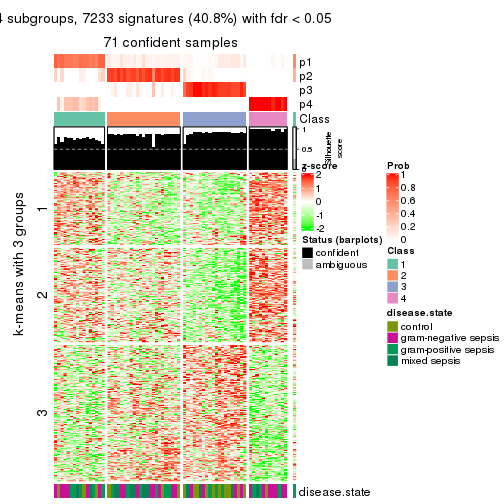 4 subgroups, 7233 signatures (40.8%) with fdr < 0.05
71 confident samples
p1
p2
p3
p4
Class
1
0.5
0
Silhouette
score
k-means with 3 groups
1
2
3
z-score
2
1
0
-1
-2
Status (barplots)
confident
ambiguous
Prob
1
0.8
0.6
0.4
0.2
0
Class
1
2
3
4
disease.state
control
gram-negative sepsis
gram-positive sepsis
mixed sepsis
disease.state